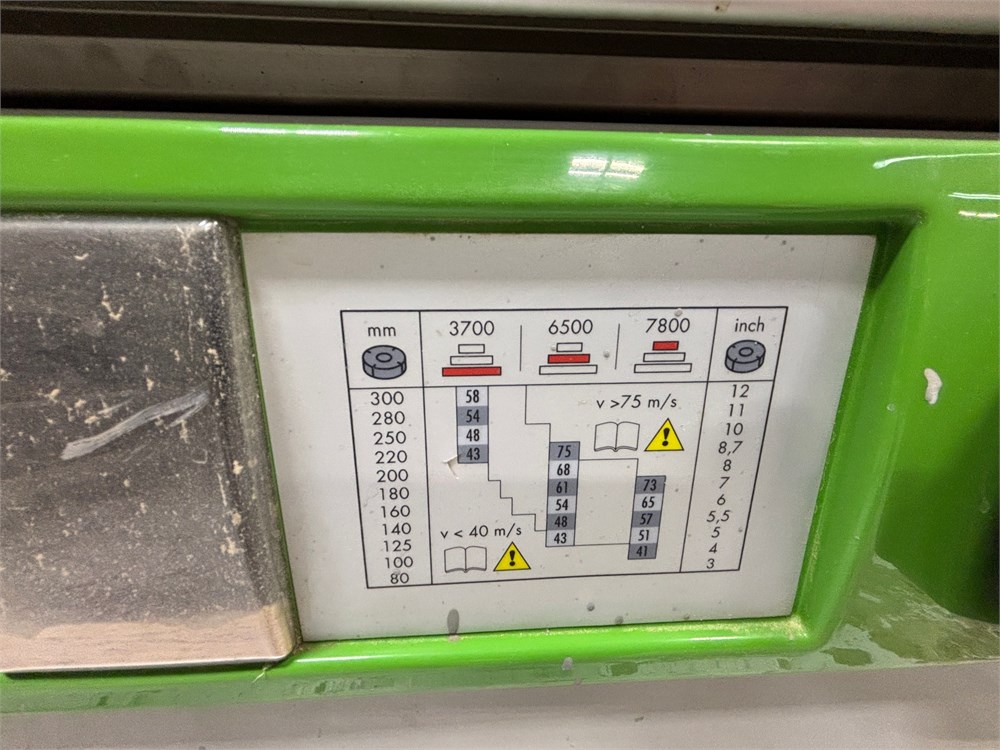 mm 3700 6500 7800 inch
300 58 12
280 54 v >75 m/s 11
250 48 10
220 43 75 8,7
200 68 8
180 61 73 7
160 54 65 6
140 v < 40 m/s 48 57 5,5
125 43 51 5
100 41 4
80 3